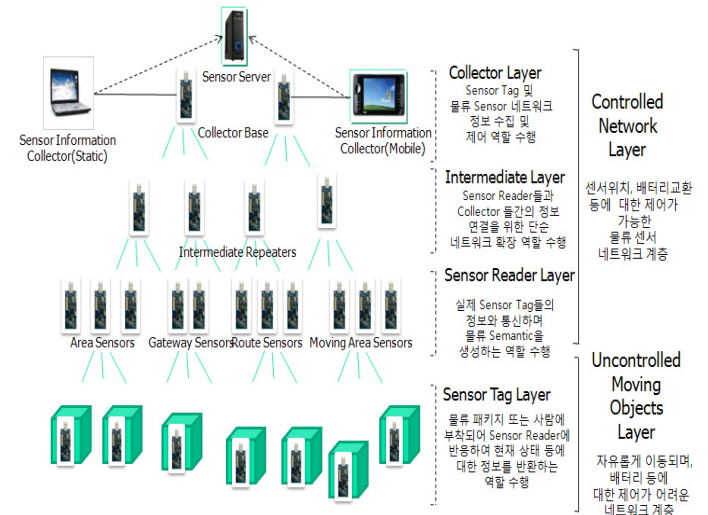 Sensor Server
Sensor Information
Collector(Static)
Collector Base
Sensor Information
Collector(Mobile)
Intermediate Repeaters
Area Sensors
Gateway Sensors
Route Sensors
Moving Area Sensors
Collector Layer
Sensor Tag 및
물류 Sensor 네트워크
정보 수집 및
제어 역할 수행
Intermediate Layer
Sensor Reader들과
Collector 들간의 정보
연결을 위한 단순
네트워크 확장 역할 수행
Sensor Reader Layer
실제 Sensor Tag들의
정보와 통신하며
물류 Semantic을
생성하는 역할 수행
Sensor Tag Layer
물류 패키지 또는 사람에
부착되어 Sensor Reader에
반응하여 현재 상태 등에
대한 정보를 반환하는
역할 수행
Controlled
Network
Layer
센서위치, 배터리교환
등에 대한 제어가
가능한
물류 센서
네트워크 계층
Uncontrolled
Moving
Objects
Layer
자유롭게 이동되며,
배터리 등에
대한 제어가 어려운
네트워크 계층